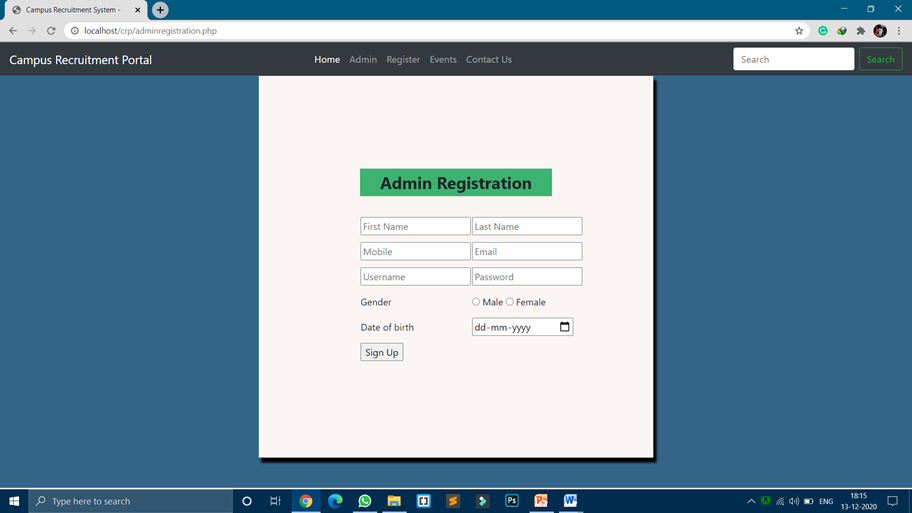 Campus Recruitment System -
localhost/crp/adminregistration.php
Campus Recruitment Portal Home Admin Register Events Contact Us Search Search
Admin Registration
First Name Last Name
Mobile Email
Username Password
Gender Male Female
Date of birth dd-mm-yyyy
Sign Up
Type here to search Ps ENG 18:15
13-12-2020